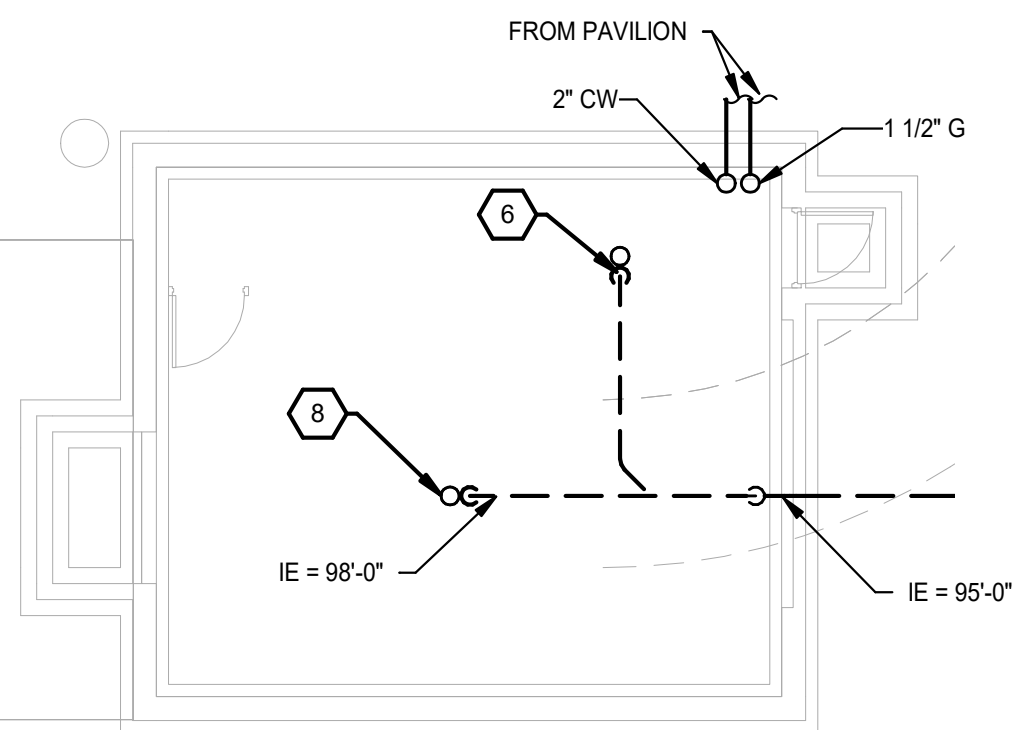 FROM PAVILION
2" CW
1 1/2" G
6
8
IE = 98'-0"
IE = 95'-0"